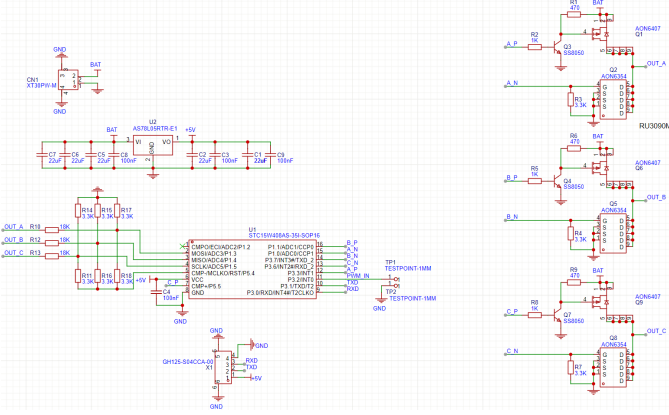 GND
CN1
XT30PW-M
BAT
GND
U2
AS78L05RTR-E1
BAT
+5V
VI
VO
GND
C7
22uF
C6
22uF
C5
22uF
C8
100nF
C2
22uF
C3
100nF
C1
22uF
C9
100nF
GND
R14
3.3K
R15
3.3K
R17
3.3K
OUT_A
R10
18K
OUT_B
R12
18K
OUT_C
R13
18K
R11
3.3K
R16
3.3K
R18
3.3K
+5V
C_P
C4
100nF
GND
U1
STC15W408AS-35I-SOP16
CMPO/ECI/ADC2/P1.2
MOSI/ADC3/P1.3
MISO/ADC4/P1.4
SCLK/ADC5/P1.5
CMP-/MCLKO/RST/P5.4
VCC
CMP+/P5.5
GND
P1.1/ADC1/CCP0
P1.0/ADC0/CCP1
P3.7/INT3#/TXD_2
P3.6/INT2#/RXD_2
P3.3/INT1
P3.2/INT0
P3.1/TXD/T2
P3.0/RXD/INT4#/T2CLKO
B_P
B_N
A_N
C_N
A_P
PWM_IN
TXD
RXD
TP1
TESTPOINT-1MM
TP2
TESTPOINT-1MM
GND
GND
GND
GH125-S04CCA-00
X1
RXD
TXD
+5V
GND
R1
470
BAT
AON6407
Q1
R2
1K
A_P
Q3
SS8050
OUT_A
A_N
Q2
AON6354
R3
3.3K
RU3090M
R6
470
BAT
AON6407
Q6
R5
1K
B_P
Q4
SS8050
OUT_B
B_N
Q5
AON6354
R4
3.3K
R9
470
BAT
AON6407
Q9
R8
1K
C_P
Q7
SS8050
OUT_C
C_N
Q8
AON6354
R7
3.3K